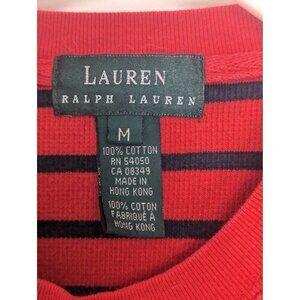 LAUREN
RALPH LAUREN
M
100% COTTON
RN 54050
CA 08349
MADE IN
HONG KONG
100% COTON
FABRIQUÉ À
HONG KONG